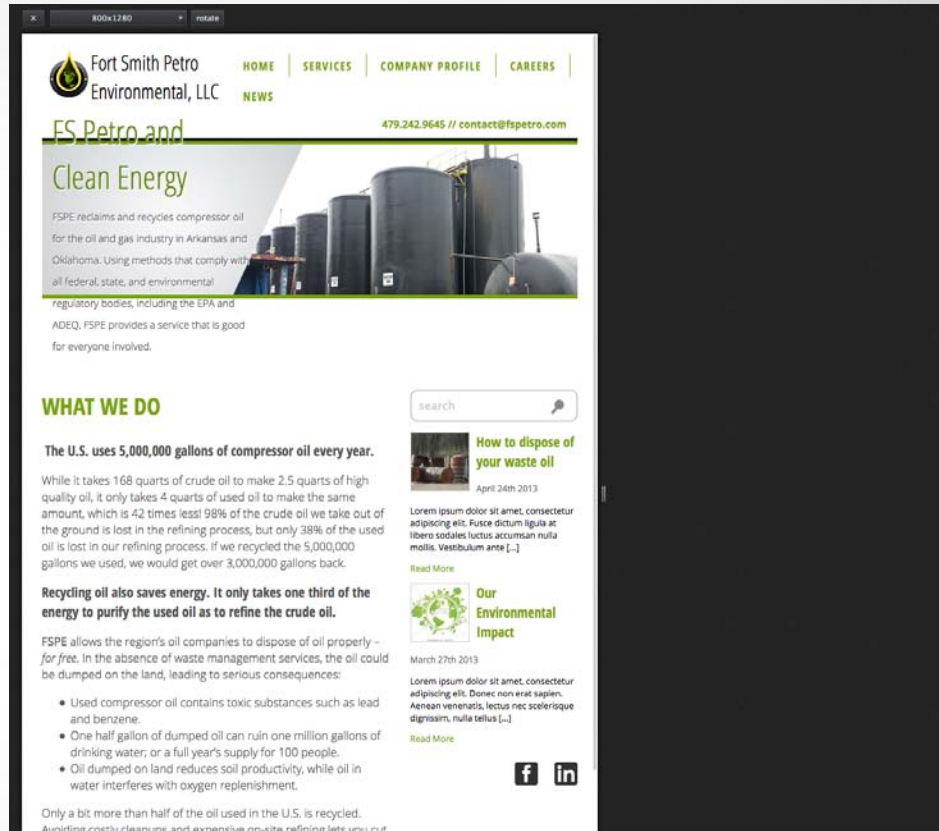 x 800x1280 rotate
Fort Smith Petro
Environmental, LLC
HOME SERVICES COMPANY PROFILE CAREERS
NEWS
479.242.9645 // contact@fspetro.com
FS Petro and
Clean Energy
FSPE reclaims and recycles compressor oil
for the oil and gas industry in Arkansas and
Oklahoma. Using methods that comply with
all federal, state, and environmental
regulatory bodies, including the EPA and
ADEQ, FSPE provides a service that is good
for everyone involved.
WHAT WE DO
The U.S. uses 5,000,000 gallons of compressor oil every year.
While it takes 168 quarts of crude oil to make 2.5 quarts of high
quality oil, it only takes 4 quarts of used oil to make the same
amount, which is 42 times less! 98% of the crude oil we take out of
the ground is lost in the refining process, but only 38% of the used
oil is lost in our refining process. If we recycled the 5,000,000
gallons we used, we would get over 3,000,000 gallons back.
Recycling oil also saves energy. It only takes one third of the
energy to purify the used oil as to refine the crude oil.
FSPE allows the region's oil companies to dispose of oil properly –
for free. In the absence of waste management services, the oil could
be dumped on the land, leading to serious consequences:
● Used compressor oil contains toxic substances such as lead
and benzene.
● One half gallon of dumped oil can ruin one million gallons of
drinking water; or a full year's supply for 100 people.
● Oil dumped on land reduces soil productivity, while oil in
water interferes with oxygen replenishment.
Only a bit more than half of the oil used in the U.S. is recycled.
Avoiding costly cleanups and expensive on-site refining lets you cut
search
How to dispose of
your waste oil
April 24th 2013
Lorem ipsum dolor sit amet, consectetur
adipiscing elit. Fusce dictum ligula at
libero sodales luctus accumsan nulla
mollis. Vestibulum ante [...]
Read More
Our
Environmental
Impact
March 27th 2013
Lorem ipsum dolor sit amet, consectetur
adipiscing elit. Donec non erat sapien.
Aenean venenatis, lectus nec scelerisque
dignissim, nulla tellus [...]
Read More
f in